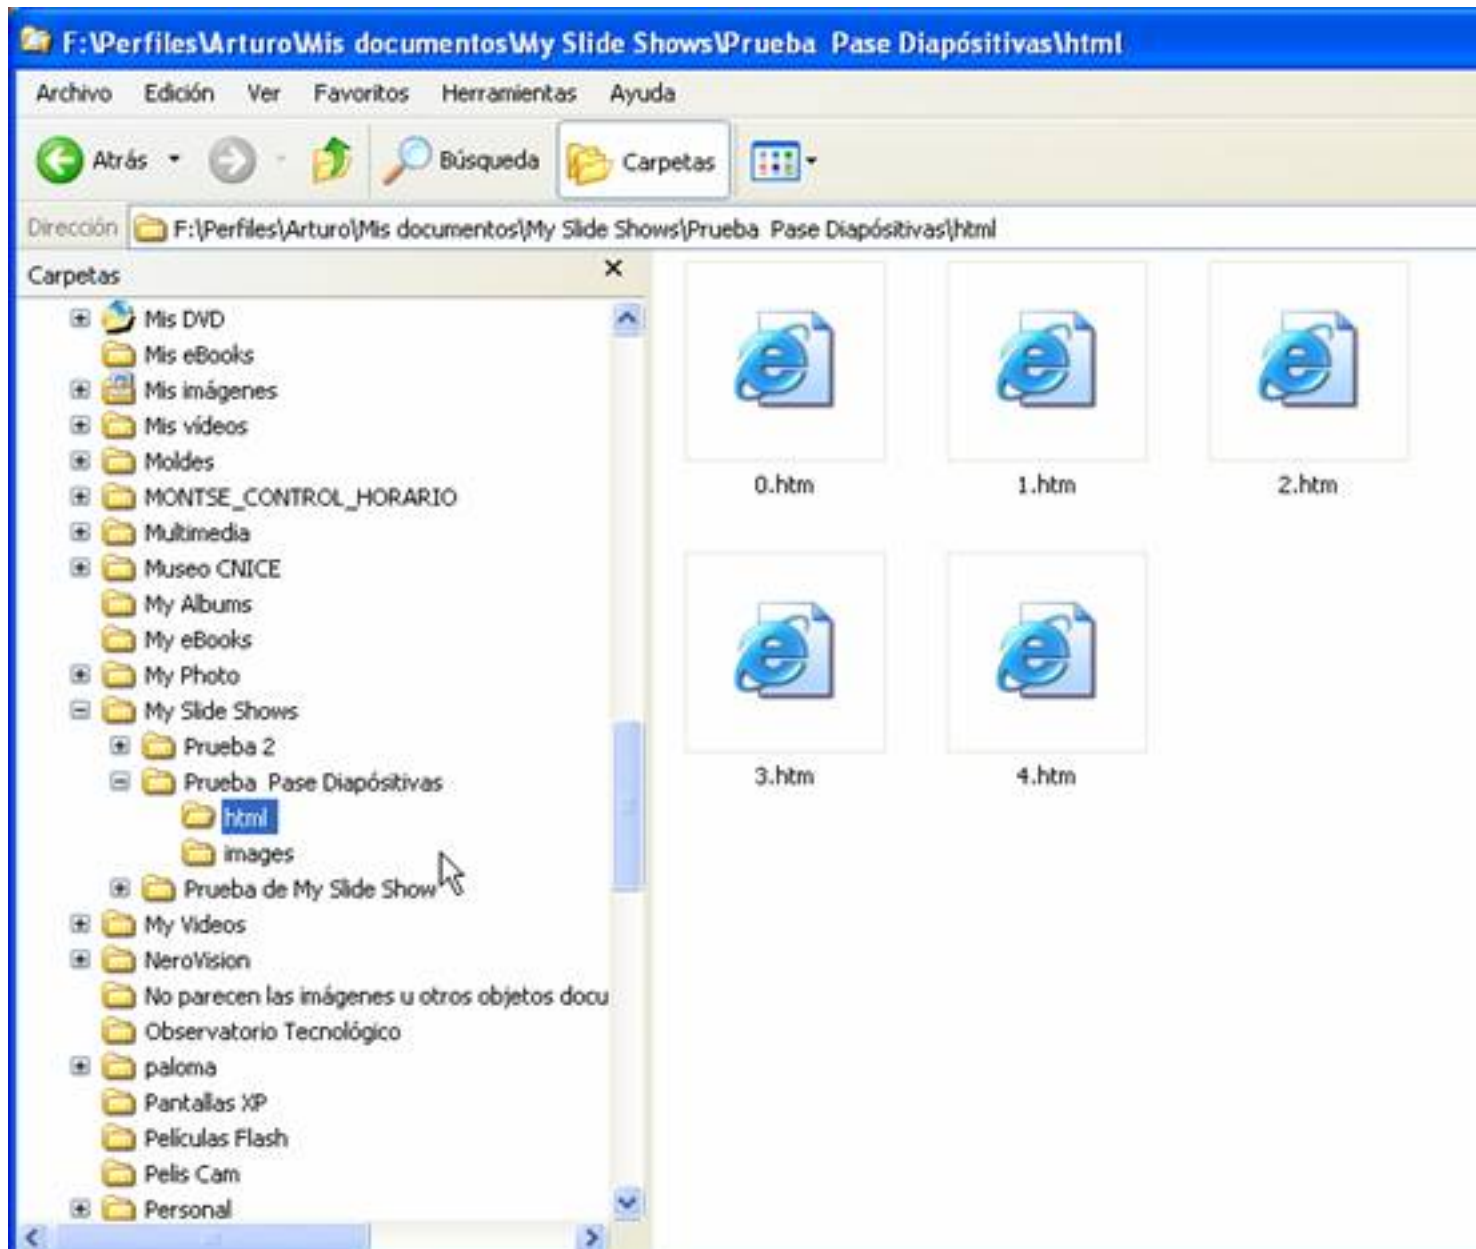 F:\Perfiles\Arturo\Mis documentos\My Slide Shows\Prueba  Pase Diapósitivas\html
Archivo Edición Ver Favoritos Herramientas Ayuda
Atrás Búsqueda Carpetas
Dirección F:\Perfiles\Arturo\Mis documentos\My Slide Shows\Prueba  Pase Diapósitivas\html
Carpetas
Mis DVD
Mis eBooks
Mis imágenes
Mis vídeos
Moldes
MONTSE_CONTROL_HORARIO
Multimedia
Museo CNICE
My Albums
My eBooks
My Photo
My Slide Shows
Prueba 2
Prueba  Pase Diapósitivas
html
images
Prueba de My Slide Show
My Videos
NeroVision
No parecen las imágenes u otros objetos docu
Observatorio Tecnológico
paloma
Pantallas XP
Películas Flash
Pelis Cam
Personal
0.htm 1.htm 2.htm
3.htm 4.htm